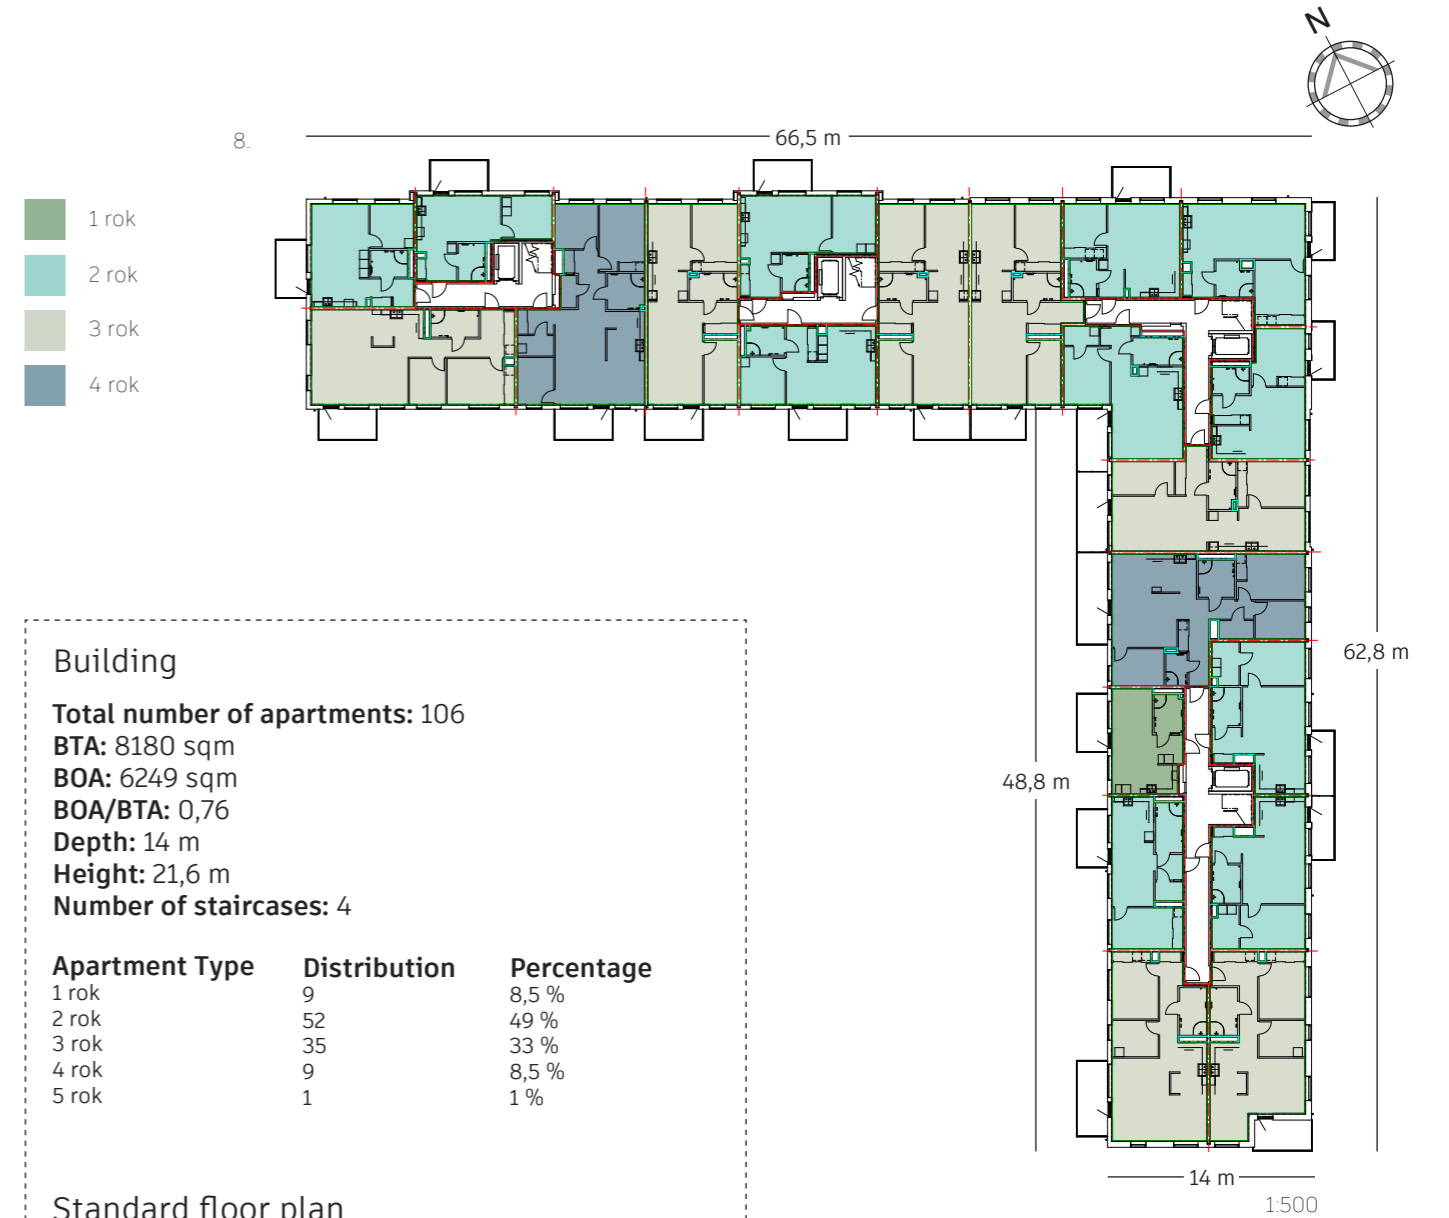 N
8.
66,5 m
1 rok
2 rok
3 rok
4 rok
62,8 m
48,8 m
Building
Total number of apartments: 106
BTA: 8180 sqm
BOA: 6249 sqm
BOA/BTA: 0,76
Depth: 14 m
Height: 21,6 m
Number of staircases: 4
Apartment Type Distribution Percentage
1 rok 9 8,5 %
2 rok 52 49 %
3 rok 35 33 %
4 rok 9 8,5 %
5 rok 1 1 %
14 m
1:500
Standard floor plan